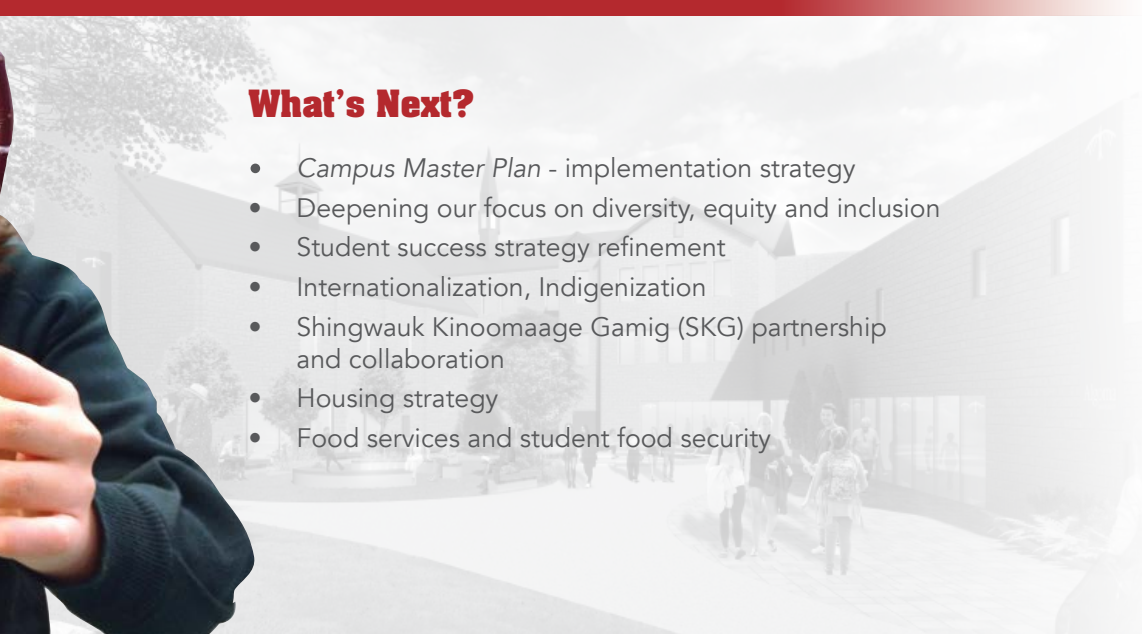 What's Next?
• Campus Master Plan - implementation strategy
• Deepening our focus on diversity, equity and inclusion
• Student success strategy refinement
• Internationalization, Indigenization
• Shingwauk Kinoomaage Gamig (SKG) partnership
and collaboration
• Housing strategy
• Food services and student food security